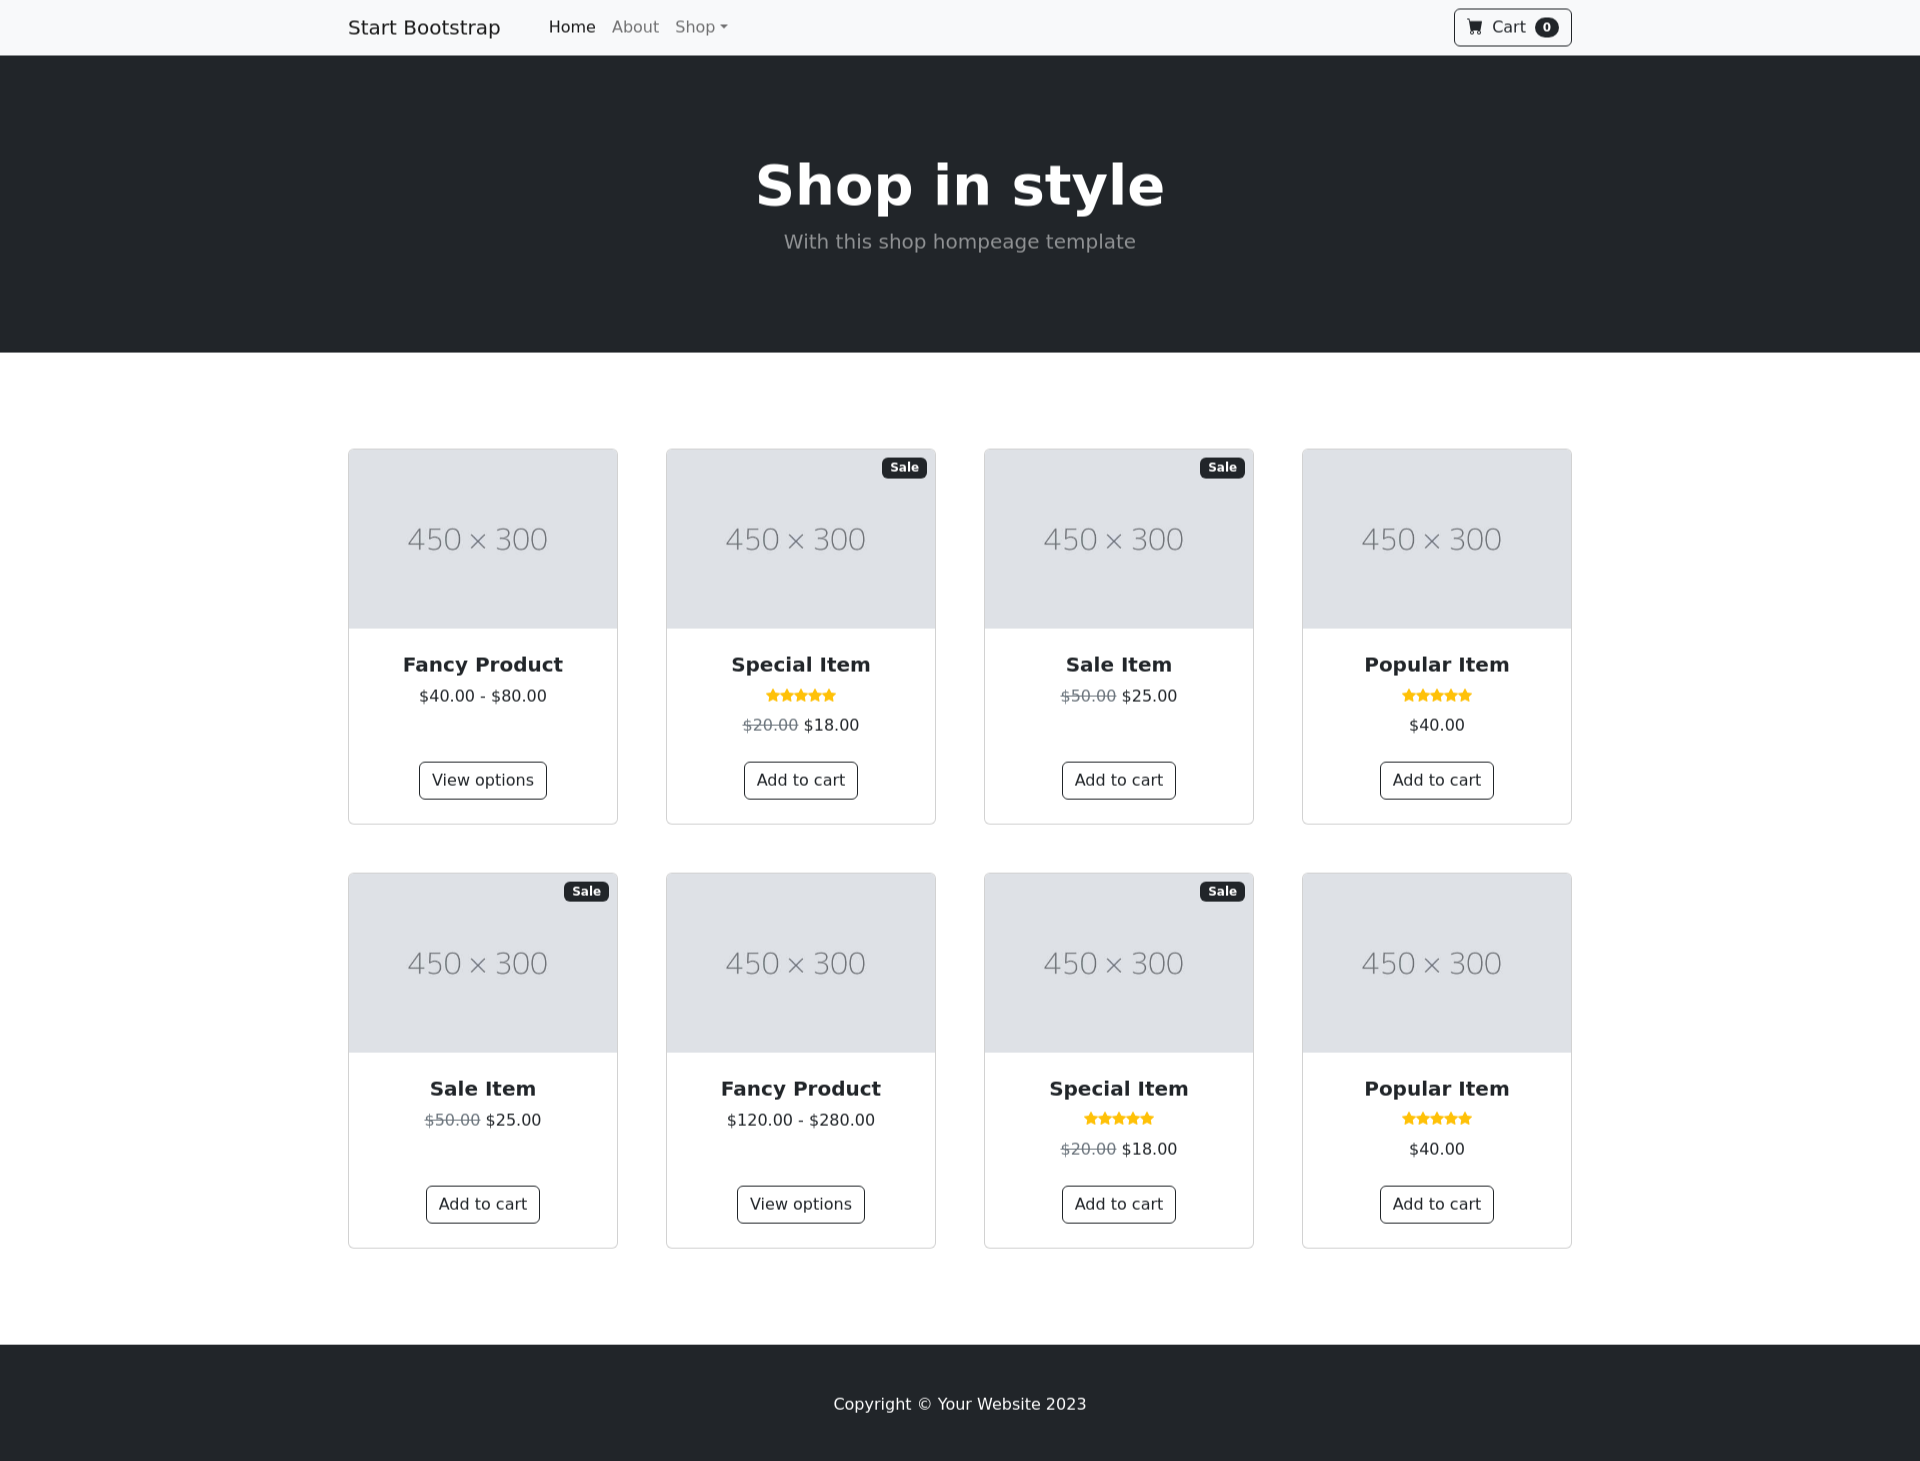 Start Bootstrap Home About Shop Cart 0
Shop in style
With this shop hompeage template
Sale Sale
450 × 300 450 × 300 450 × 300 450 × 300
Fancy Product Special Item Sale Item Popular Item
$40.00 - $80.00 $50.00 $25.00
$20.00 $18.00 $40.00
View options Add to cart Add to cart Add to cart
Sale Sale
450 × 300 450 × 300 450 × 300 450 × 300
Sale Item Fancy Product Special Item Popular Item
$50.00 $25.00 $120.00 - $280.00
$20.00 $18.00 $40.00
Add to cart View options Add to cart Add to cart
Copyright © Your Website 2023